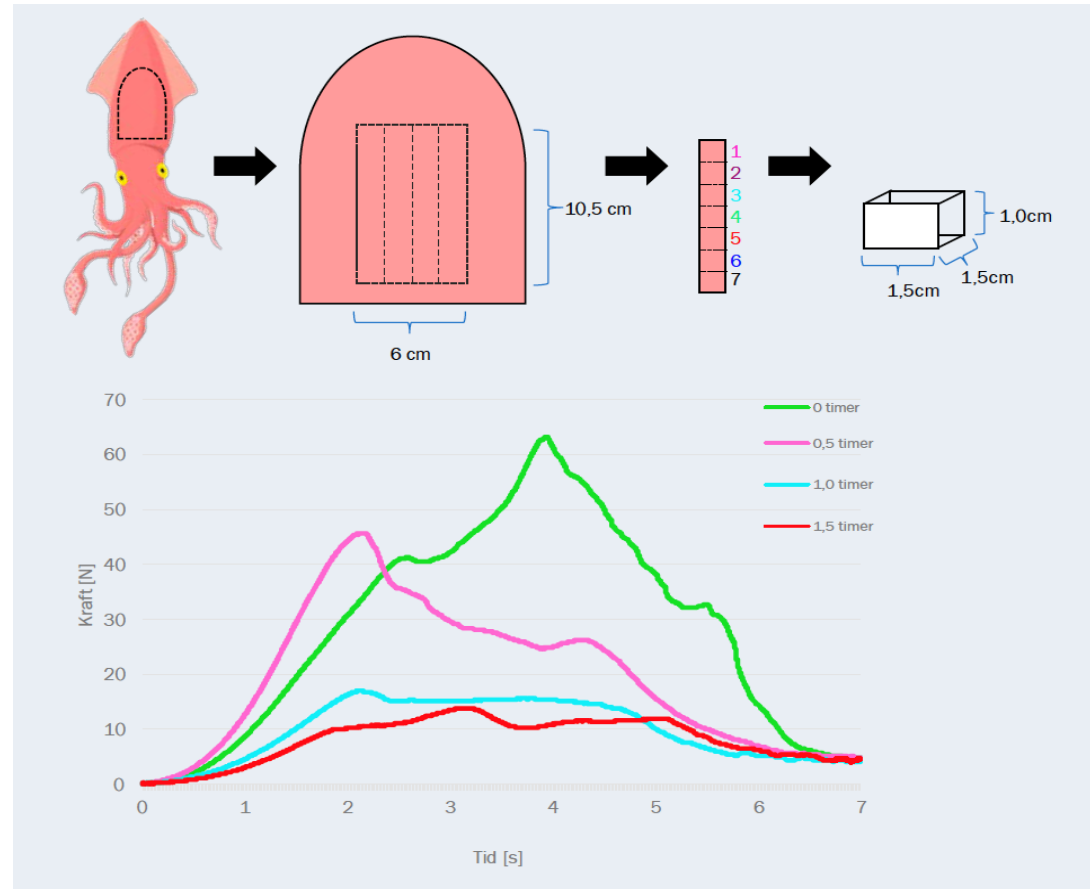 1
2
3
4
5
6
7
10,5 cm
6 cm
1,0cm
1,5cm
1,5cm
70
60
50
40
30
20
10
0
Kraft [N]
0 timer
0,5 timer
1,0 timer
1,5 timer
0 1 2 3 4 5 6 7
Tid [s]